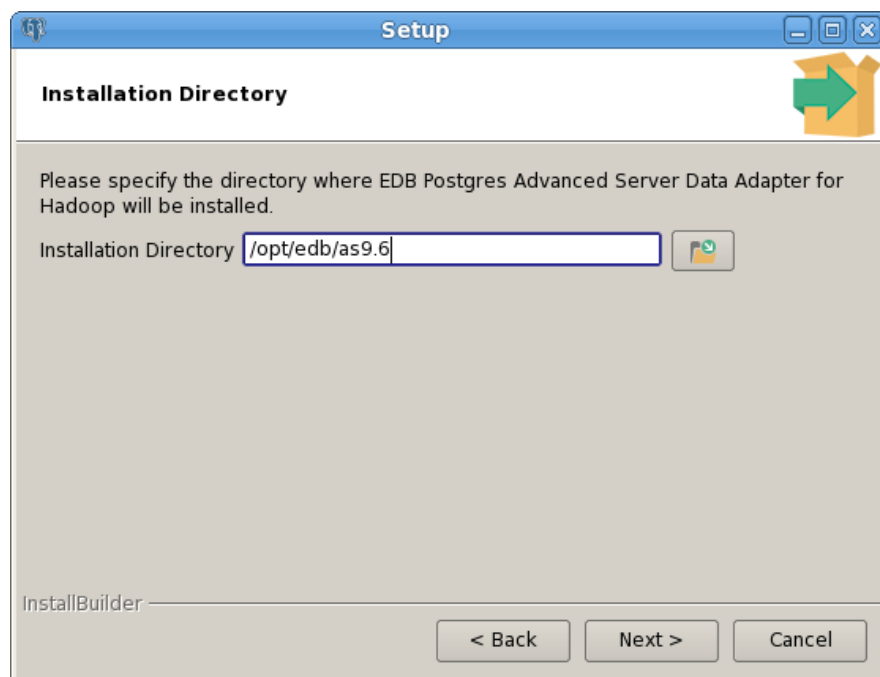 Setup
Installation Directory
Please specify the directory where EDB Postgres Advanced Server Data Adapter for
Hadoop will be installed.
Installation Directory /opt/edb/as9.6
InstallBuilder
< Back Next > Cancel